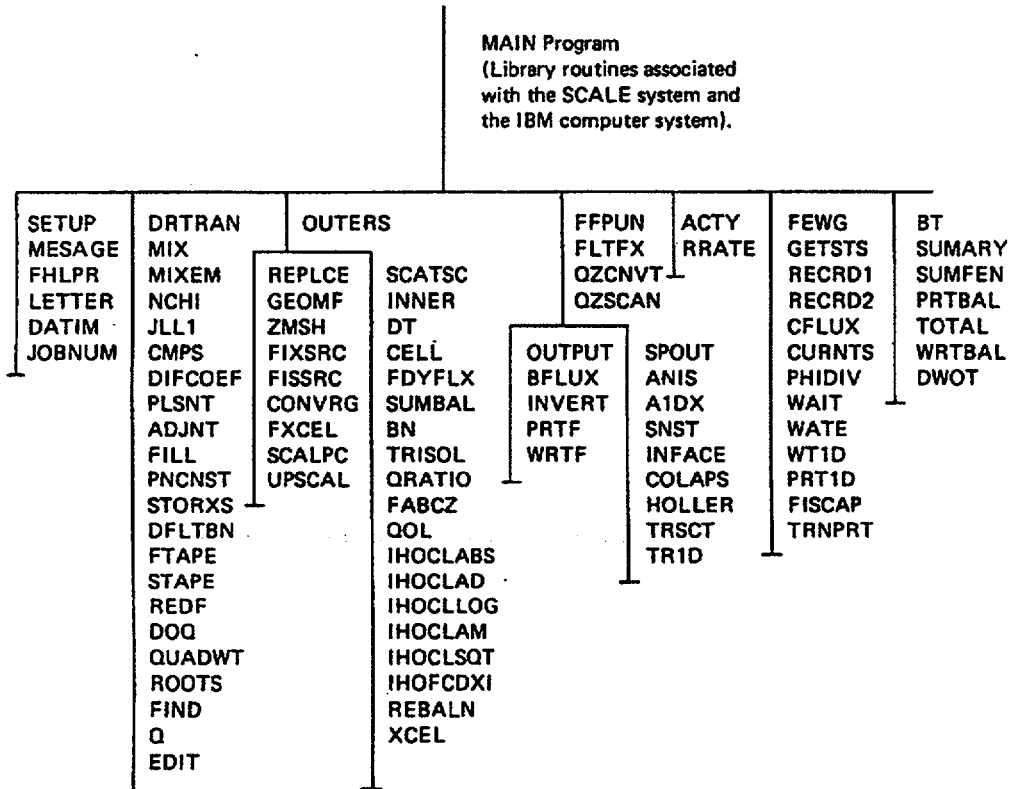 MAIN Program
(Library routines associated
with the SCALE system and
the IBM computer system).
SETUP
MESAGE
FHLPR
LETTER
DATIM
JOBNUM
DRTRAN
MIX
MIXEM
NCHI
JLL1
CMPS
DIFCOEF
PLSNT
ADJNT
FILL
PNCNST
STORXS
DFLTBN
FTAPE
STAPE
REDF
DOQ
QUADWT
ROOTS
FIND
Q
EDIT
OUTERS
REPLCE
GEOMF
ZMSH
FIXSRC
FISSRC
CONVRG
FXCEL
SCALPC
UPSCAL
SCATSC
INNER
DT
CELL
FDYFLX
SUMBAL
BN
TRISOL
QRATIO
FABCZ
QOL
IHOCLABS
IHOCLAD
IHOCLLOG
IHOCLAM
IHOCLSQT
IHOFCDXI
REBALN
XCEL
FFPUN
FLTFX
QZCNVT
QZSCAN
OUTPUT
BFLUX
INVERT
PRTF
WRTF
SPOUT
ANIS
A1DX
SNST
INFACE
COLAPS
HOLLER
TRSCT
TR1D
ACTY
RRATE
FEWG
GETSTS
RECRD1
RECRD2
CFLUX
CURNTS
PHIDIV
WAIT
WATE
WT1D
PRT1D
FISCAP
TRNPRT
BT
SUMARY
SUMFEN
PRTBAL
TOTAL
WRTBAL
DWOT